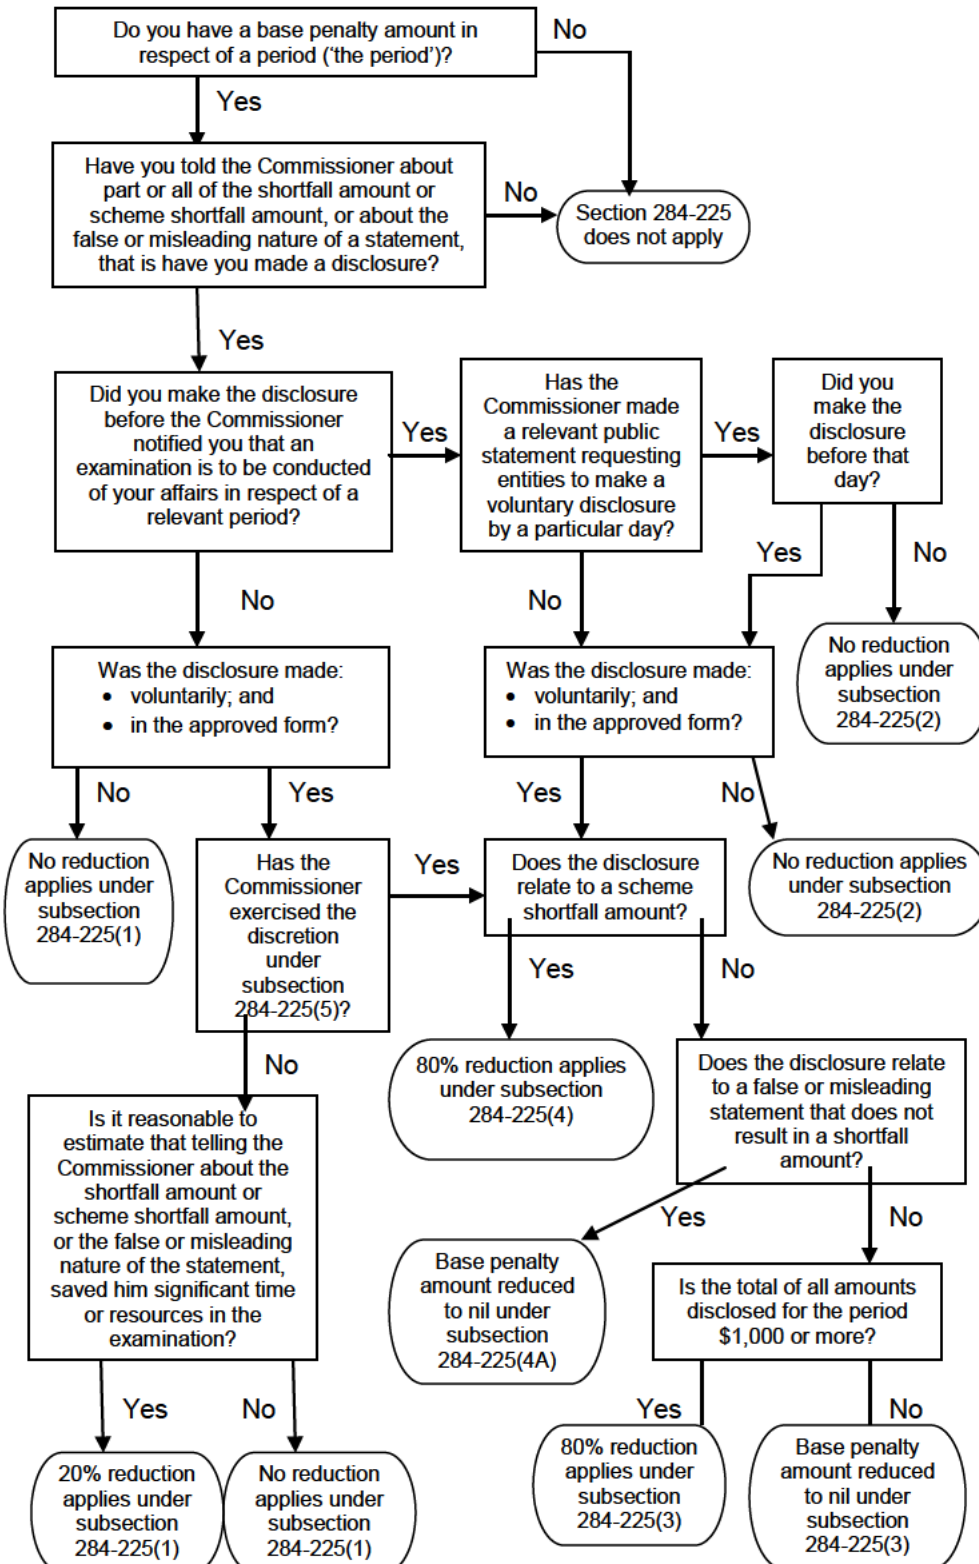 Do you have a base penalty amount in
respect of a period (‘the period’)?
No
Yes
Have you told the Commissioner about
part or all of the shortfall amount or
scheme shortfall amount, or about the
false or misleading nature of a statement,
that is have you made a disclosure?
No
Section 284-225
does not apply
Yes
Did you make the disclosure
before the Commissioner
notified you that an
examination is to be conducted
of your affairs in respect of a
relevant period?
Yes
Has the
Commissioner made
a relevant public
statement requesting
entities to make a
voluntary disclosure
by a particular day?
Yes
Did you
make the
disclosure
before that
day?
No
No
Yes
No
Was the disclosure made:
• voluntarily; and
• in the approved form?
Was the disclosure made:
• voluntarily; and
• in the approved form?
No reduction
applies under
subsection
284-225(2)
No
Yes
Yes
No
No reduction
applies under
subsection
284-225(1)
Has the
Commissioner
exercised the
discretion
under
subsection
284-225(5)?
Yes
Does the disclosure
relate to a scheme
shortfall amount?
No reduction applies
under subsection
284-225(2)
Yes
No
No
80% reduction applies
under subsection
284-225(4)
Does the disclosure relate
to a false or misleading
statement that does not
result in a shortfall
amount?
Is it reasonable to
estimate that telling the
Commissioner about the
shortfall amount or
scheme shortfall amount,
or the false or misleading
nature of the statement,
saved him significant time
or resources in the
examination?
Yes
No
Base penalty
amount reduced
to nil under
subsection
284-225(4A)
Is the total of all amounts
disclosed for the period
$1,000 or more?
Yes
No
Yes
No
20% reduction
applies under
subsection
284-225(1)
No reduction
applies under
subsection
284-225(1)
80% reduction
applies under
subsection
284-225(3)
Base penalty
amount reduced
to nil under
subsection
284-225(3)